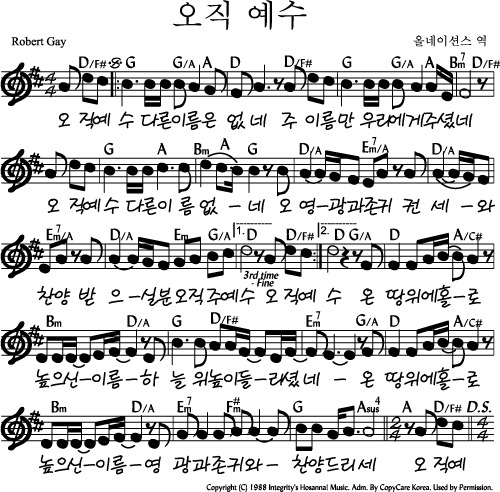 오직 예수
Robert Gay
올네이션스 역
D/F# G G/A A D D/F# G G/A A Bm7 D
오 직예 수 다른이름은 없네 주 이름만 우리에게주셨네
D/F# G A Bm A G D/A Em7/A D/A
오 직예수 다른이 름없-네 오 영-광과존귀 권 세-와
Em7/A D/A G G/A 1. D D/F# 2. D G D/A A/C#
3rd time - Fine
찬양 받 으-실분오직주예수 오직예 수 온 땅위에홀-로
Bm D/A G D/F# Em7 D A/C#
높으신-이름-하 늘 위높이들-리셨네 - 온 땅위에홀-로
Bm D/A Em7 F#m7 G Bm Asus4 A D/F# D.S.
높으신-이름-영 광과존귀와-찬양드리세 오 직예
Copyright (C) 1988 Integrity's Hosanna! Music. Adm. By CopyCare Korea. Used by Permission.